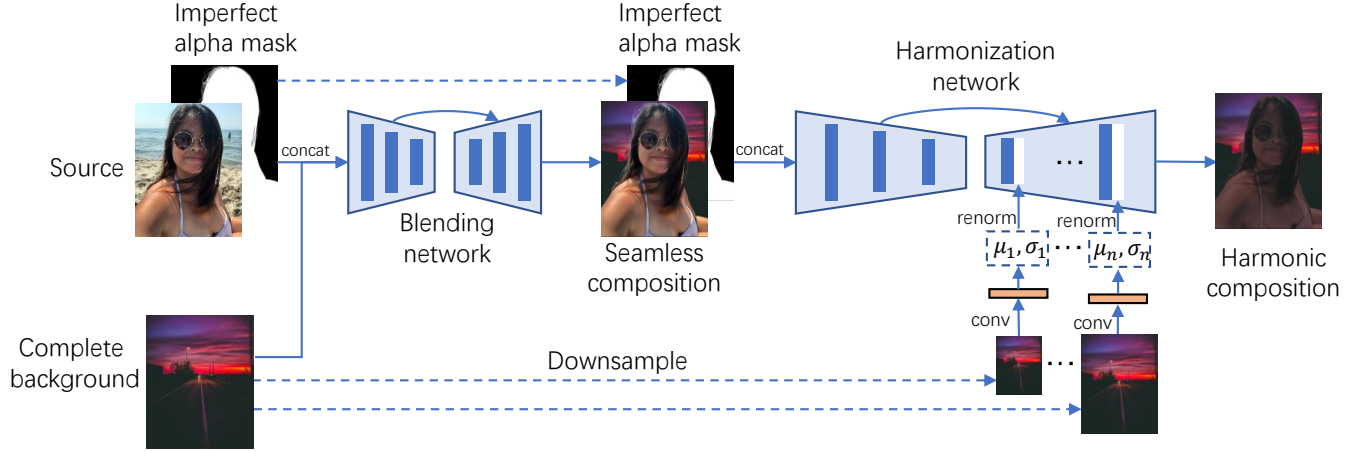 Imperfect
alpha mask
Imperfect
alpha mask
Harmonization
network
Source
concat
concat
Blending
network
Seamless
composition
renorm
renorm
μ₁, σ₁
...
μₙ, σₙ
Harmonic
composition
conv
conv
Complete
background
Downsample
...
...